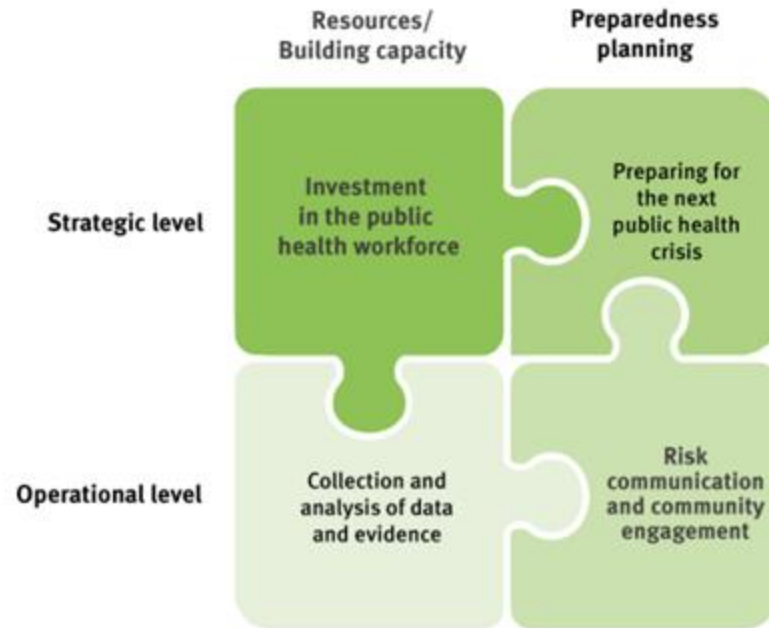 Resources/
Building capacity
Preparedness
planning
Strategic level
Investment
in the public
health workforce
Preparing for
the next
public health
crisis
Operational level
Collection and
analysis of data
and evidence
Risk
communication
and community
engagement